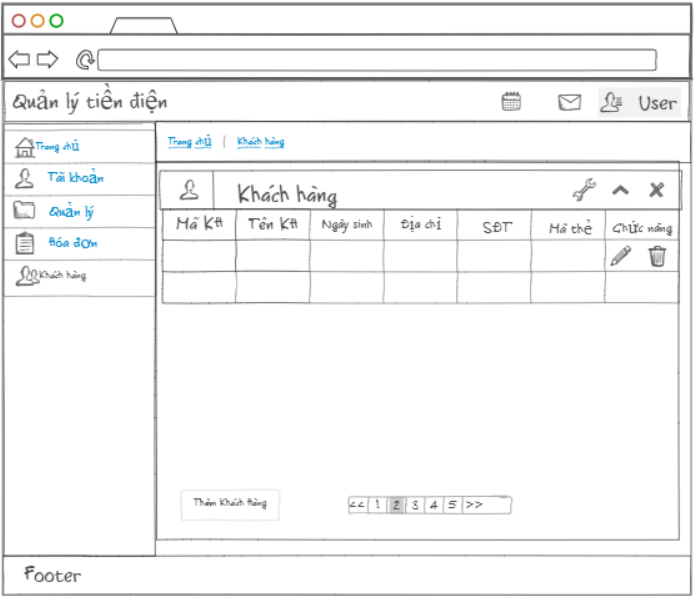 Quản lý tiền điện
User
Trang chủ
Tài khoản
Quản lý
Hóa đơn
Khách hàng
Trang chủ | Khách hàng
Khách hàng
Mã KH Tên KH Ngày sinh Địa chỉ SĐT Mã thẻ Chức năng
Thêm Khách Hàng
<< 1 2 3 4 5 >>
Footer